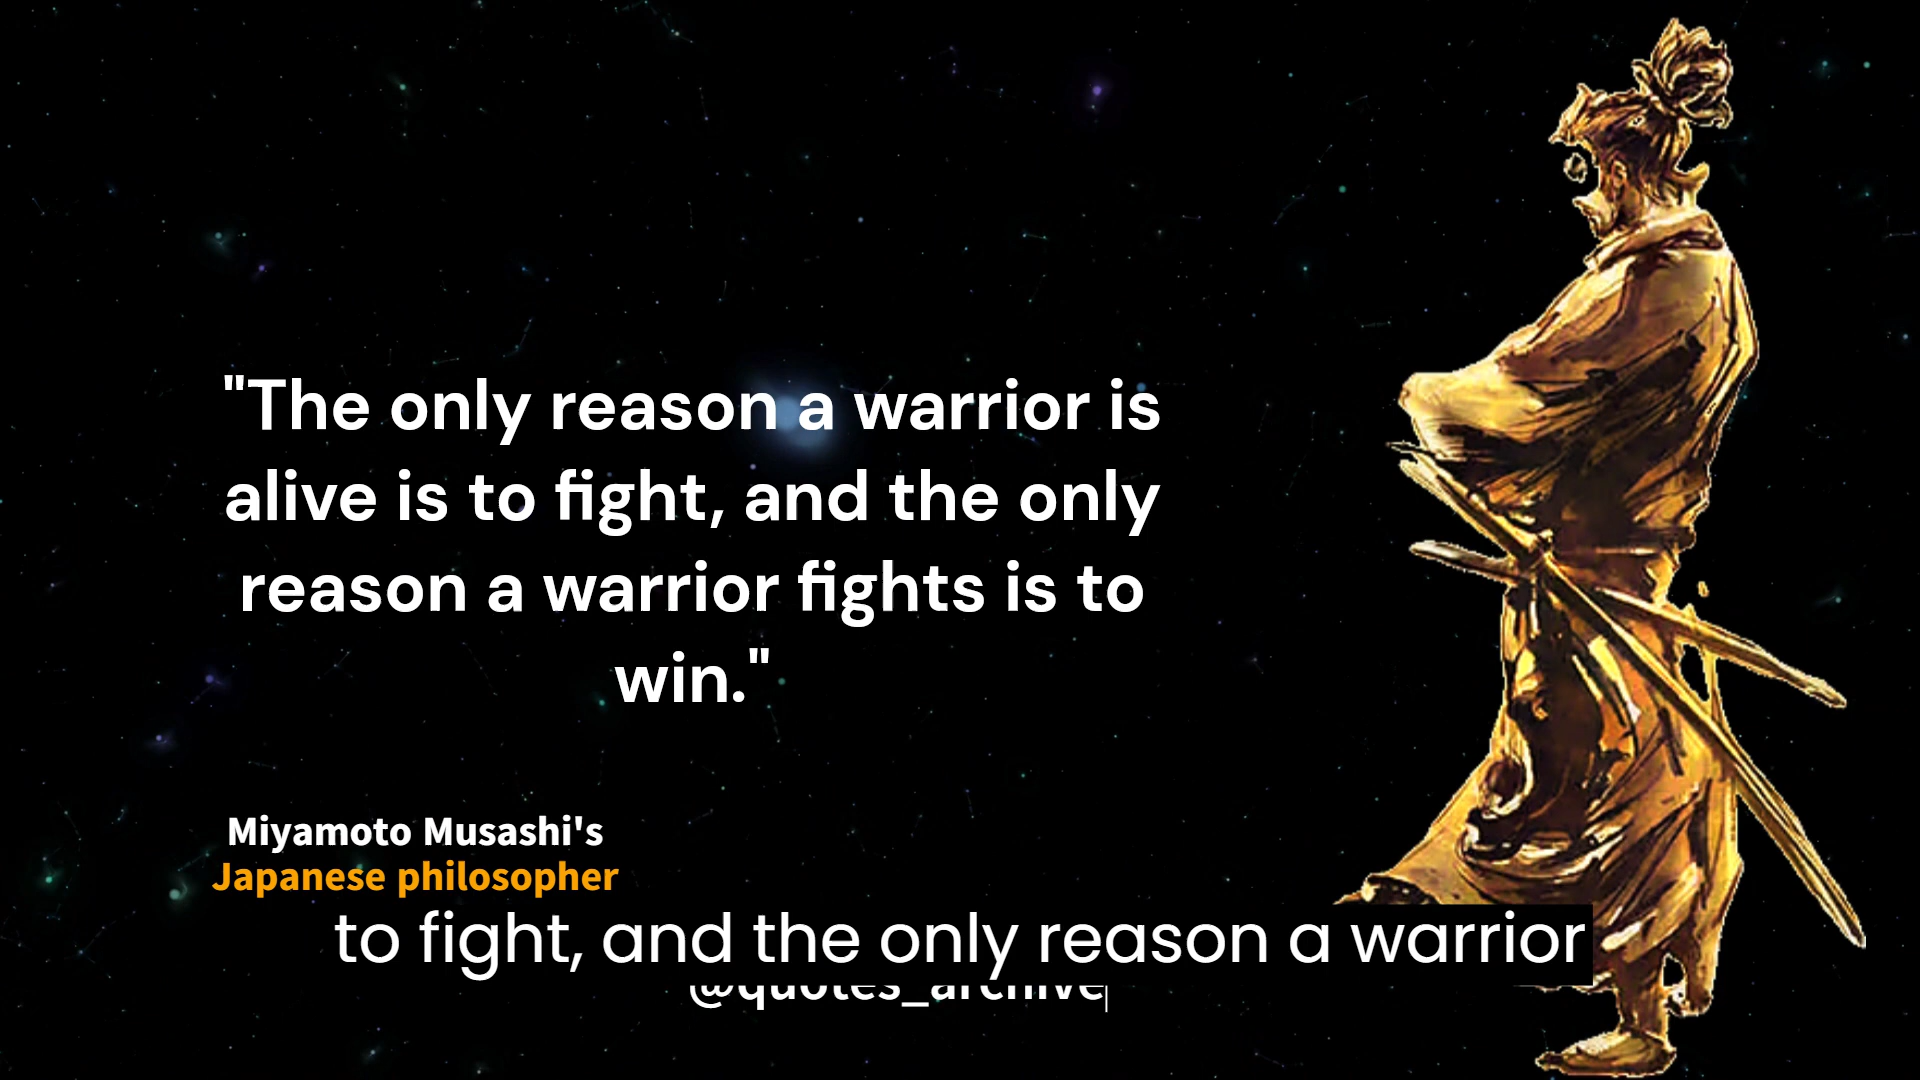 "The only reason a warrior is
alive is to fight, and the only
reason a warrior fights is to
win."
Miyamoto Musashi's
Japanese philosopher
to fight, and the only reason a warrior
@quotes_archive